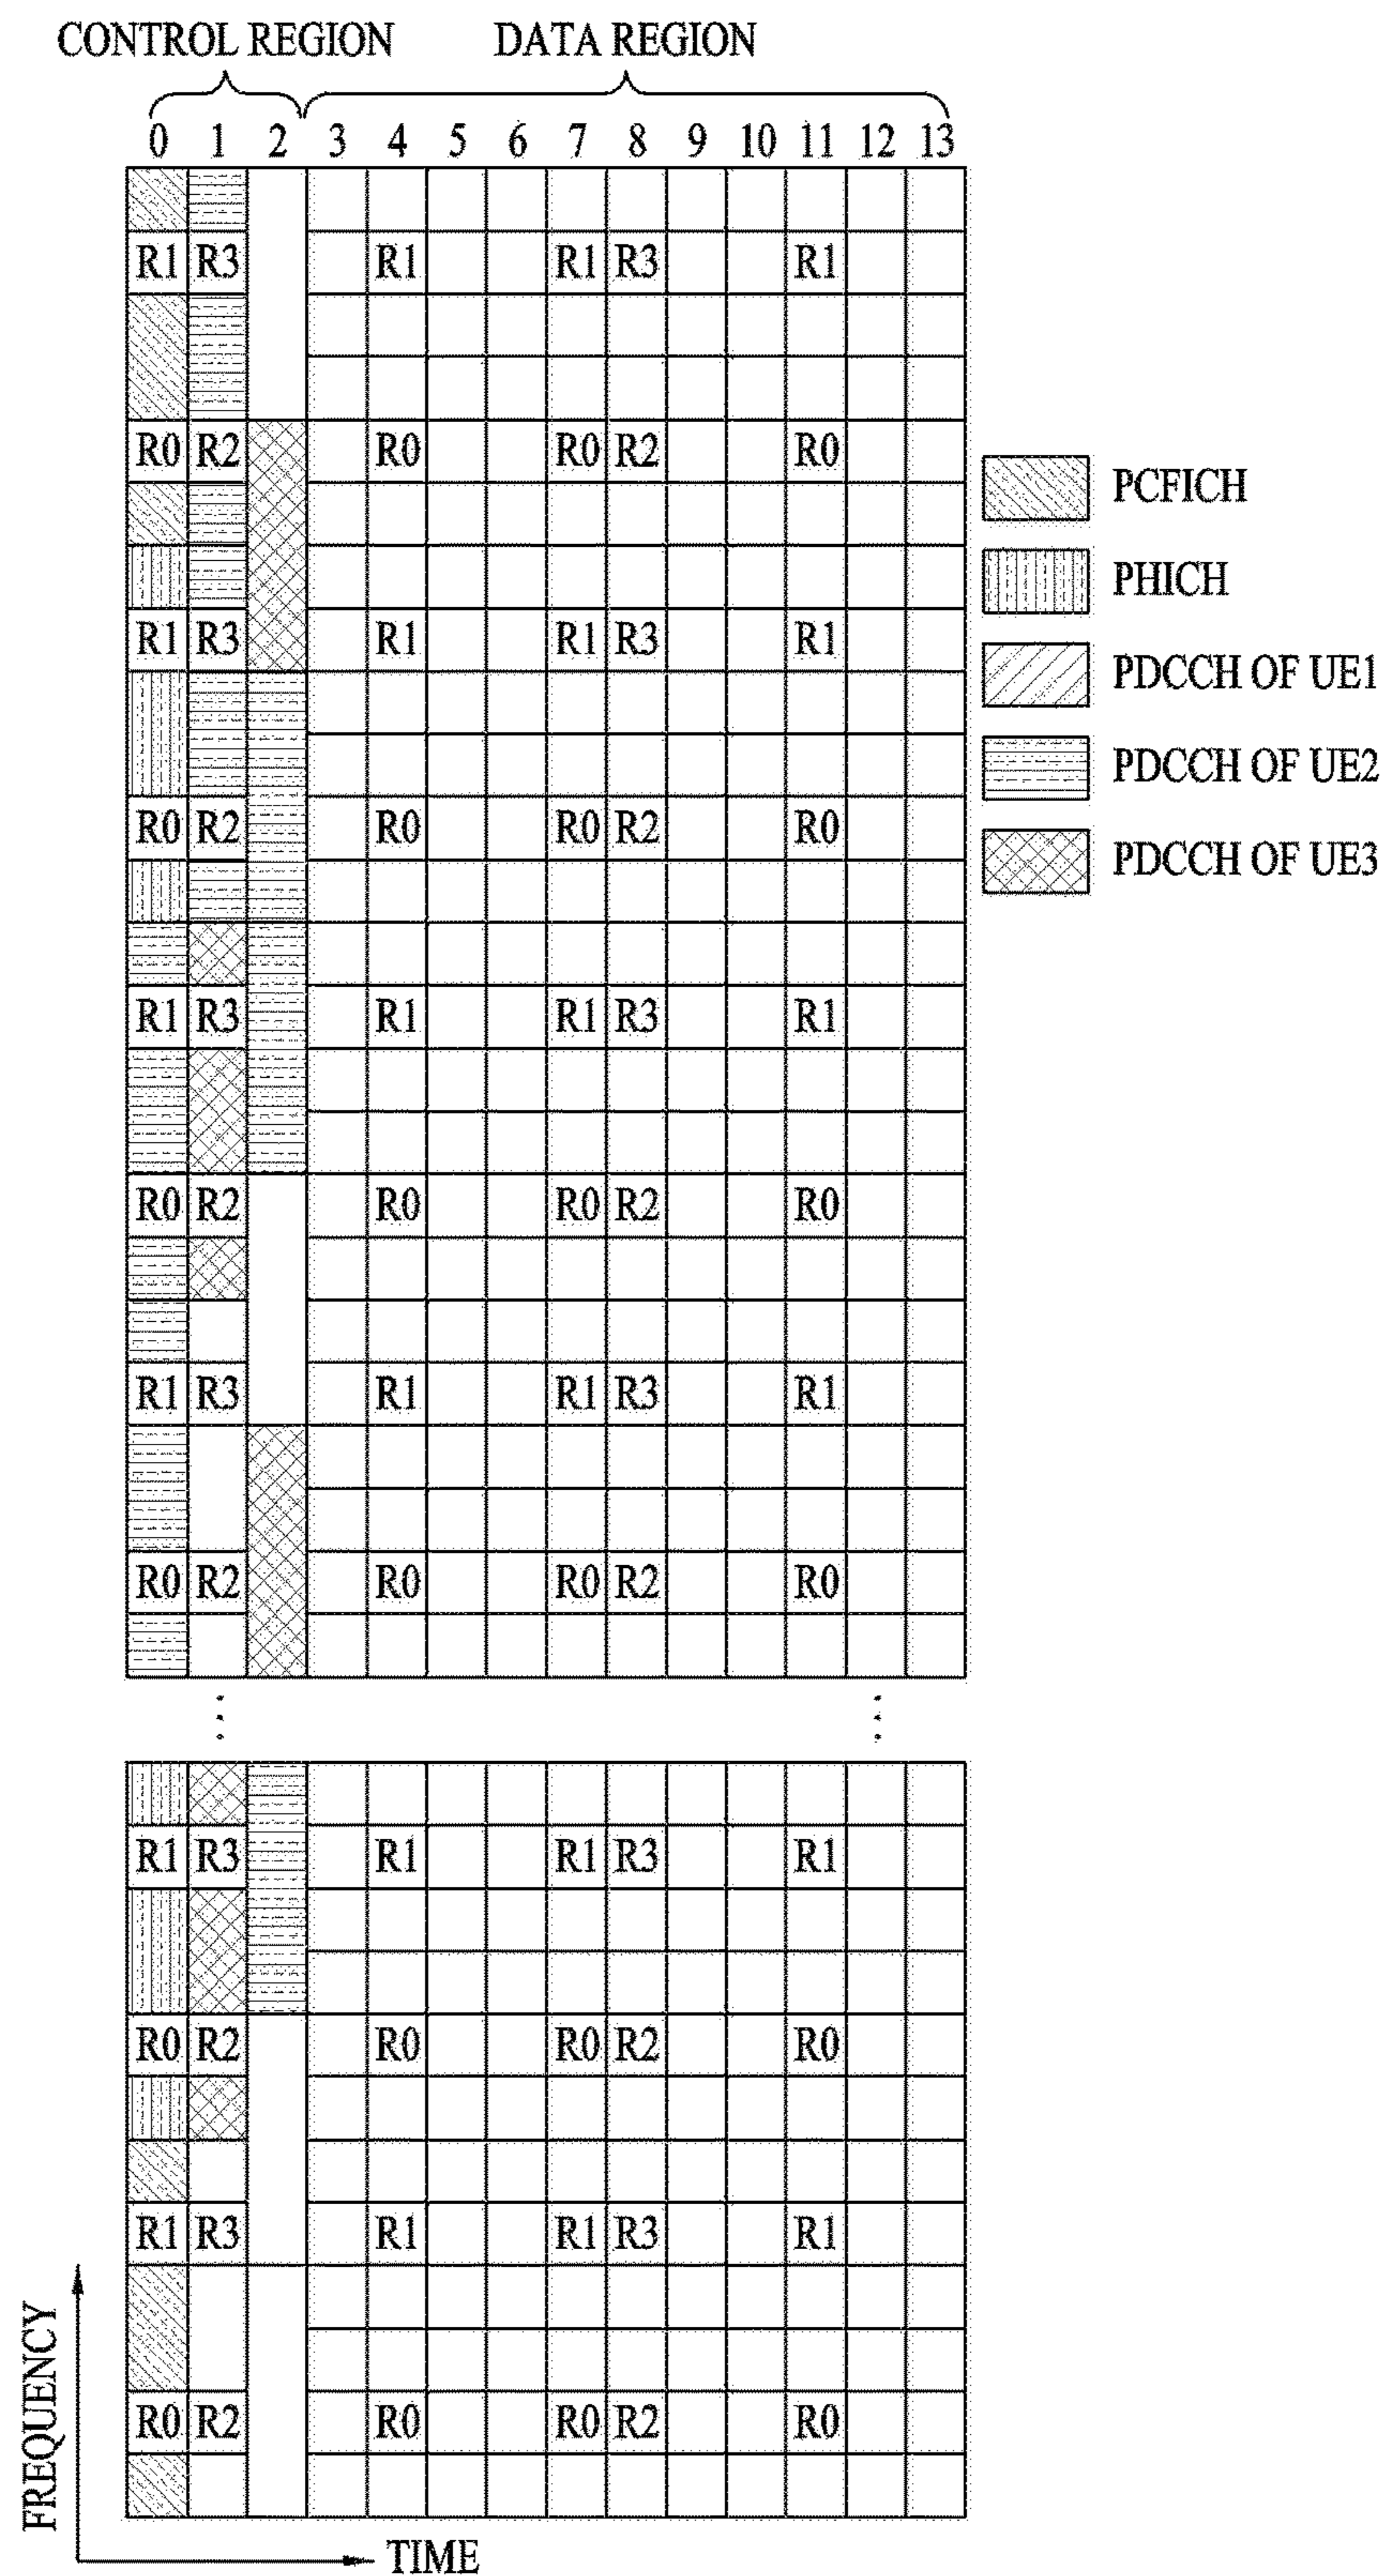 CONTROL REGION DATA REGION
0 1 2 3 4 5 6 7 8 9 10 11 12 13
R1 R3 R1 R1 R3 R1
R0 R2 R0 R0 R2 R0
PCFICH
PHICH
R1 R3 R1 R1 R3 R1
PDCCH OF UE1
PDCCH OF UE2
R0 R2 R0 R0 R2 R0
PDCCH OF UE3
R1 R3 R1 R1 R3 R1
R0 R2 R0 R0 R2 R0
R1 R3 R1 R1 R3 R1
R0 R2 R0 R0 R2 R0
R1 R3 R1 R1 R3 R1
R0 R2 R0 R0 R2 R0
R1 R3 R1 R1 R3 R1
R0 R2 R0 R0 R2 R0
FREQUENCY
TIME